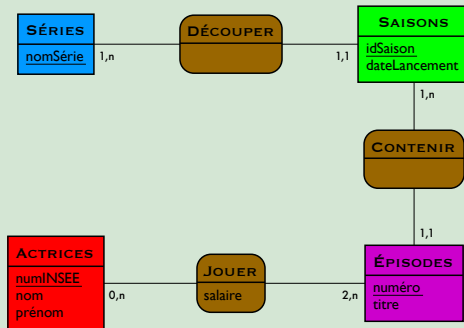 SÉRIES
nomSérie
1,n
DÉCOUPER
1,1
SAISONS
idSaison
dateLancement
1,n
CONTENIR
1,1
ACTRICES
numINSEE
nom
prénom
0,n
JOUER
salaire
2,n
ÉPISODES
numéro
titre